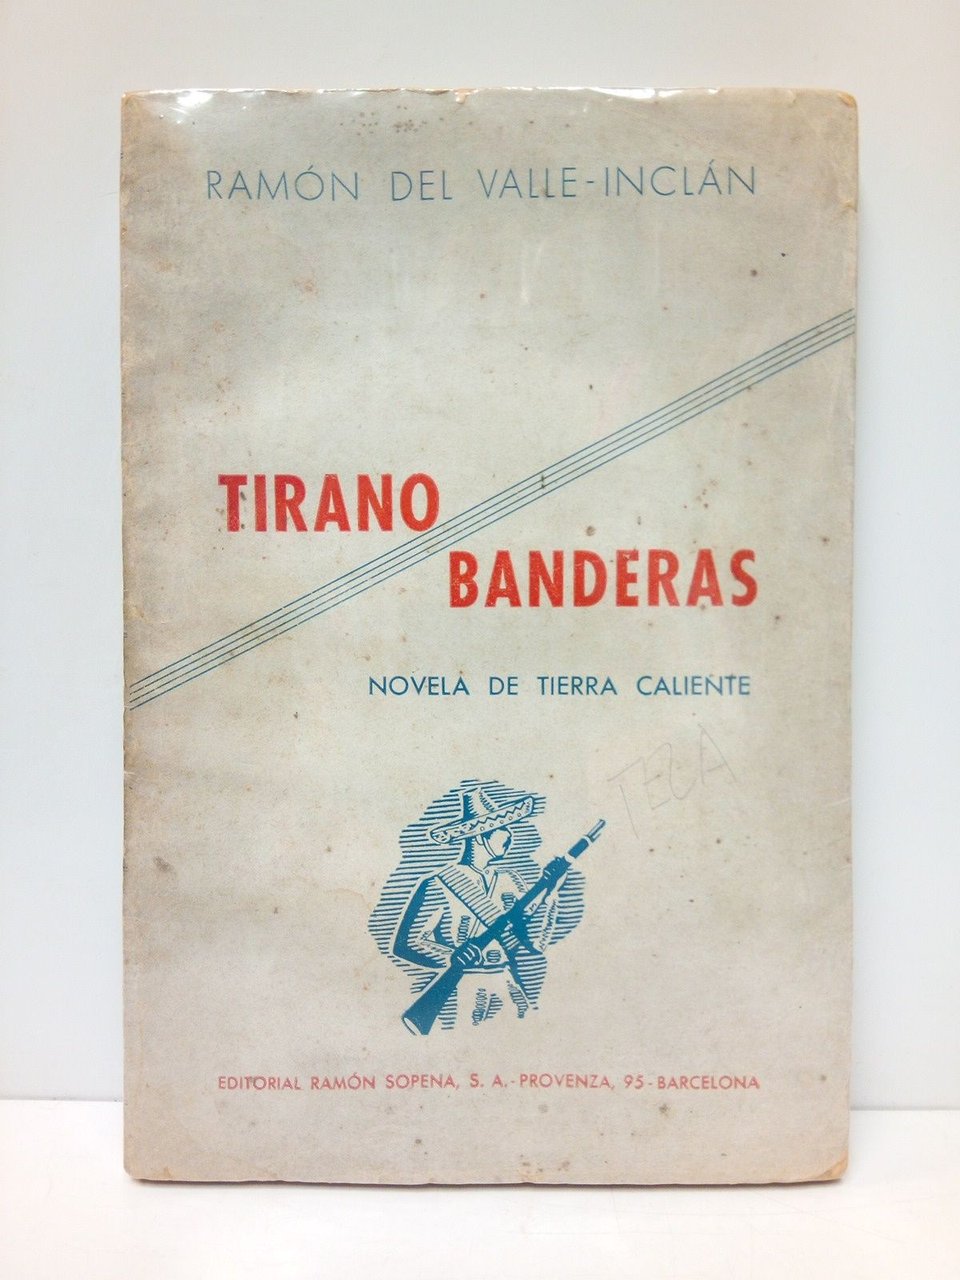 RAMÓN DEL VALLE-INCLÁN
TIRANO
BANDERAS
NOVELA DE TIERRA CALIENTE
TECA
EDITORIAL RAMÓN SOPENA, S. A.-PROVENZA, 95-BARCELONA